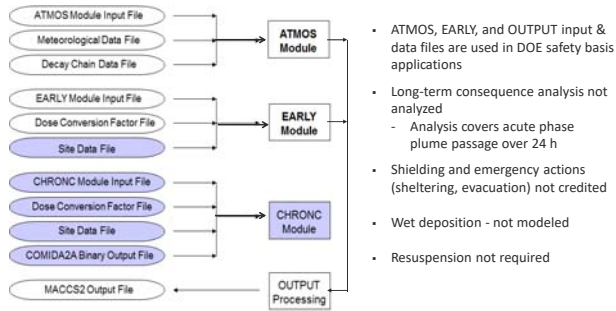 ATMOS Module Input File
Meteorological Data File
Decay Chain Data File
ATMOS
Module
EARLY Module Input File
Dose Conversion Factor File
Site Data File
EARLY
Module
CHRONC Module Input File
Dose Conversion Factor File
Site Data File
COMIDA2A Binary Output File
CHRONC
Module
MACCS2 Output File
OUTPUT
Processing
▪ ATMOS, EARLY, and OUTPUT input &
data files are used in DOE safety basis
applications
▪ Long-term consequence analysis not
analyzed
- Analysis covers acute phase
plume passage over 24 h
▪ Shielding and emergency actions
(sheltering, evacuation) not credited
▪ Wet deposition - not modeled
▪ Resuspension not required